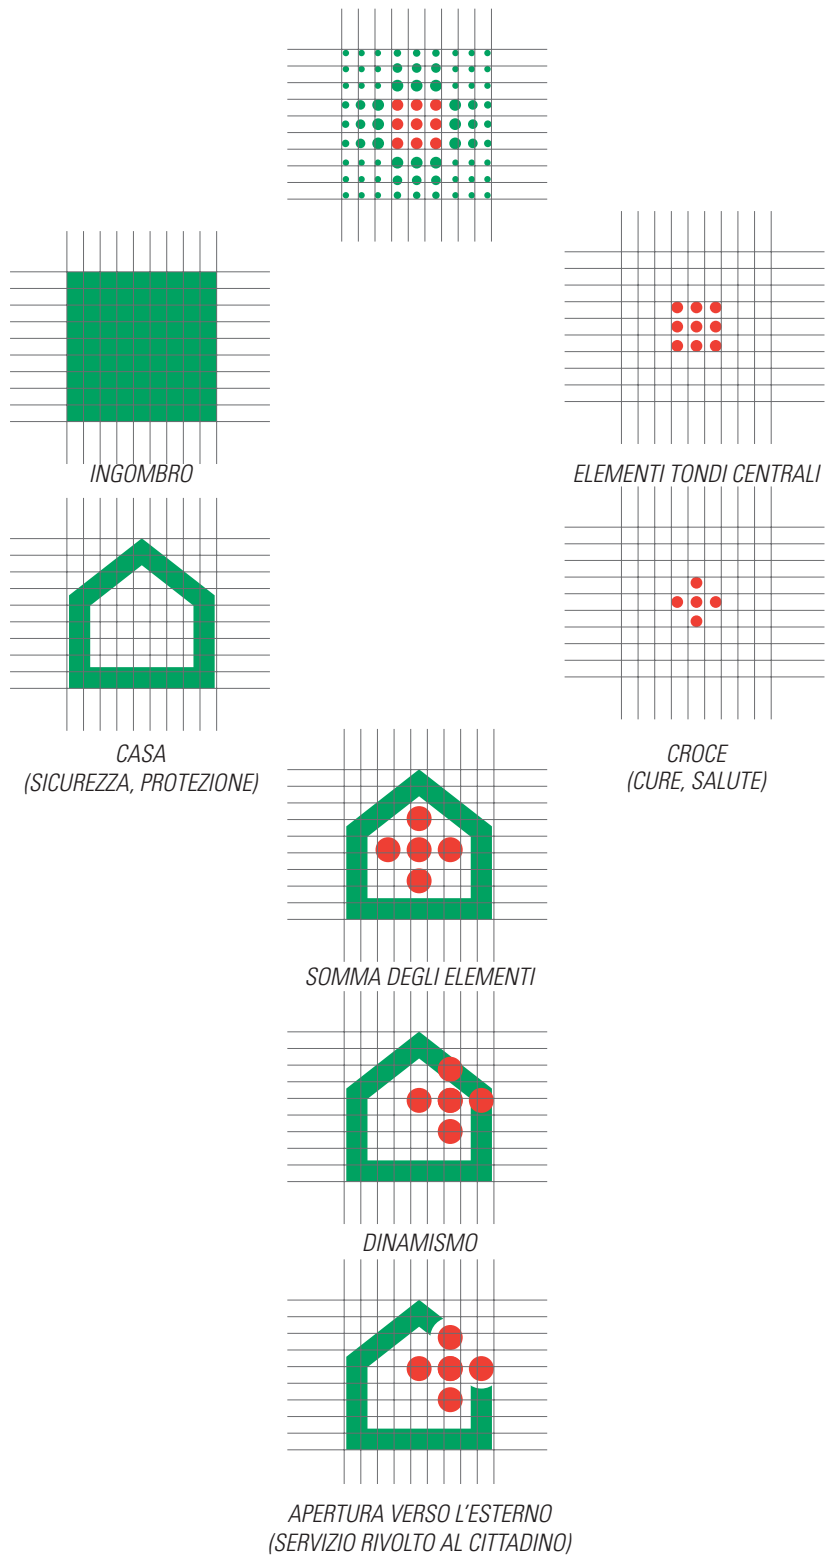 INGOMBRO
ELEMENTI TONDI CENTRALI
CASA
(SICUREZZA, PROTEZIONE)
CROCE
(CURE, SALUTE)
SOMMA DEGLI ELEMENTI
DINAMISMO
APERTURA VERSO L'ESTERNO
(SERVIZIO RIVOLTO AL CITTADINO)